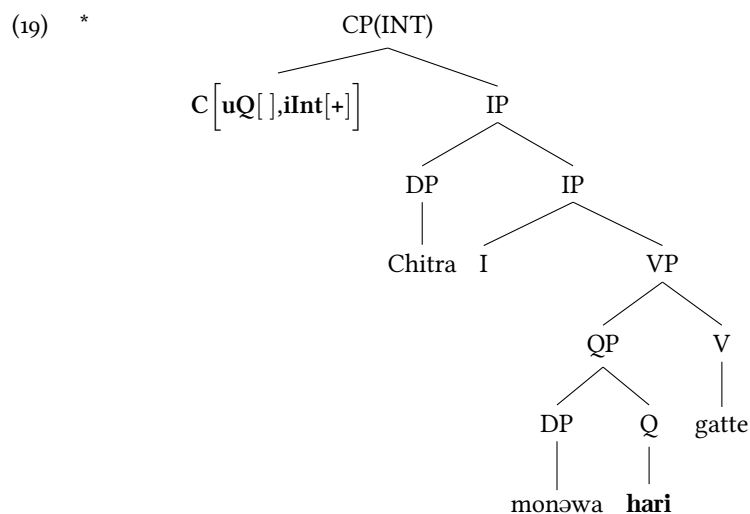 (19) * CP(INT)
C[uQ[ ],iInt[+]] IP
DP IP
Chitra I VP
QP V
DP Q gatte
monəwa hari